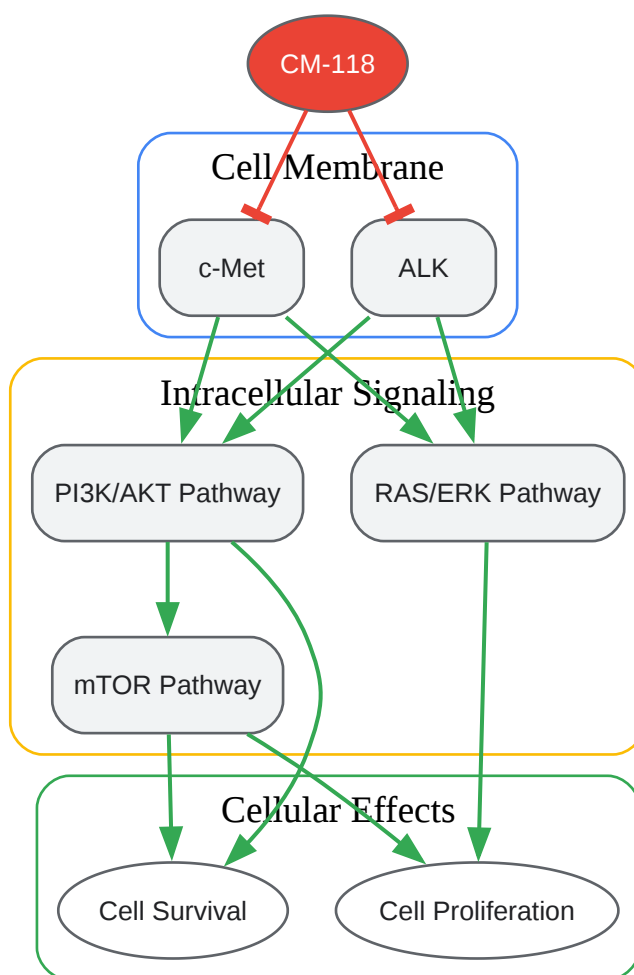 CM-118
Cell Membrane
c-Met
ALK
Intracellular Signaling
PI3K/AKT Pathway
RAS/ERK Pathway
mTOR Pathway
Cellular Effects
Cell Survival
Cell Proliferation